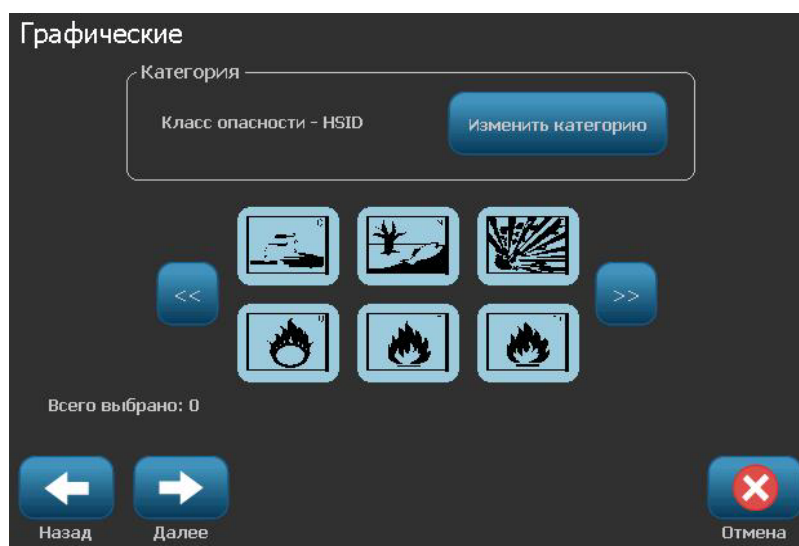 Графические
Категория
Класс опасности - HSID
Изменить категорию
<<
>>
Всего выбрано: 0
Назад
Далее
Отмена